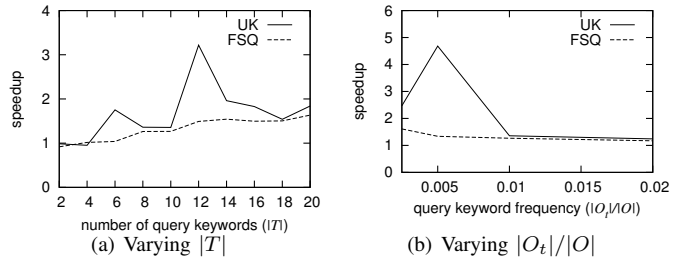 4
3
2
1
0
speedup
UK
FSQ
2 4 6 8 10 12 14 16 18 20
number of query keywords (|T|)
(a) Varying |T|
6
5
4
3
2
1
0
speedup
UK
FSQ
0.005 0.01 0.015 0.02
query keyword frequency (|O_t|/|O|)
(b) Varying |O_t|/|O|